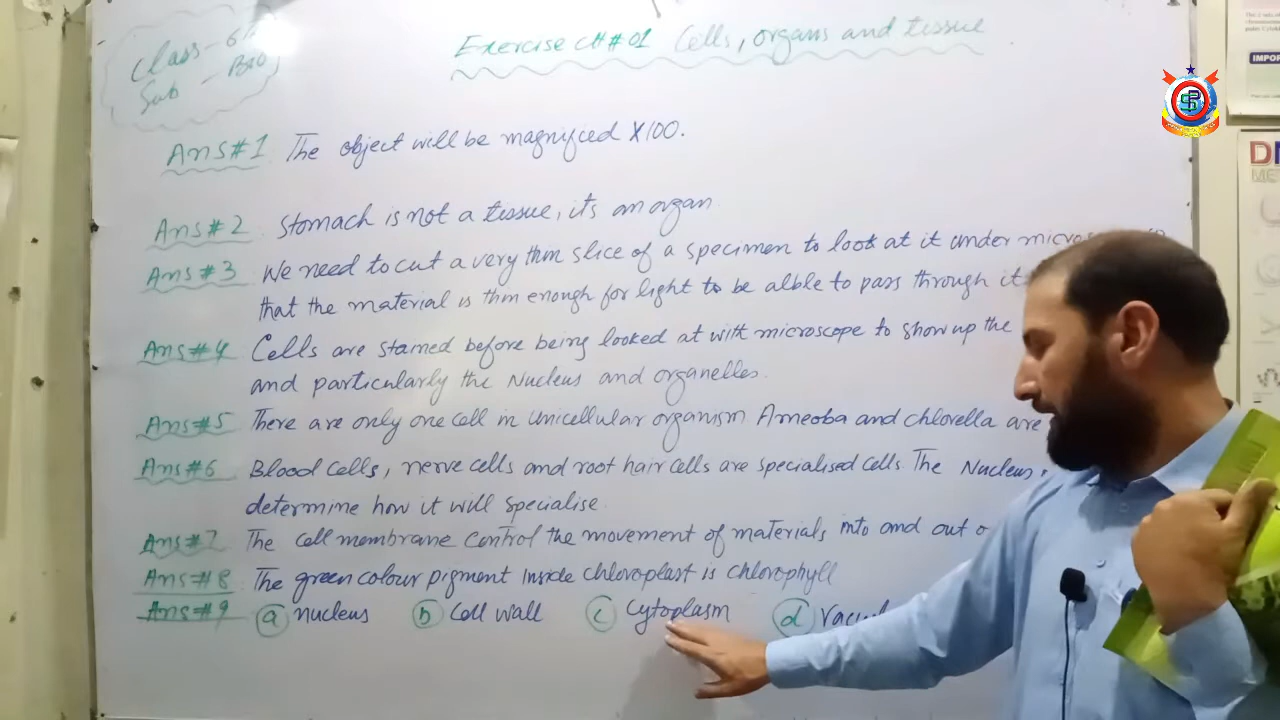 Class - 6th
Sub - Bio
Exercise CH # 01 Cells, organs and tissue
Ans # 1 The object will be magnified X100.
Ans # 2 Stomach is not a tissue, its an organ
Ans # 3 We need to cut a very thin slice of a specimen to look at it under
that the material is thin enough for light to be alble to pass through it
Ans # 4 Cells are stained before being looked at with microscope to show up the
and particularly the Nucleus and organelles.
Ans # 5 There are only one cell in unicellular organism Ameoba and chlorella are
Ans # 6 Blood cells, nerve cells and root hair cells are specialised cells. The Nucleus
determine how it will specialise.
Ans # 7 The cell membrane control the movement of materials into and out
Ans # 8 The green colour pigment inside chloroplast is chlorophyll
Ans # 9 a nucleus b Cell wall c Cytoplasm d
IMPOR